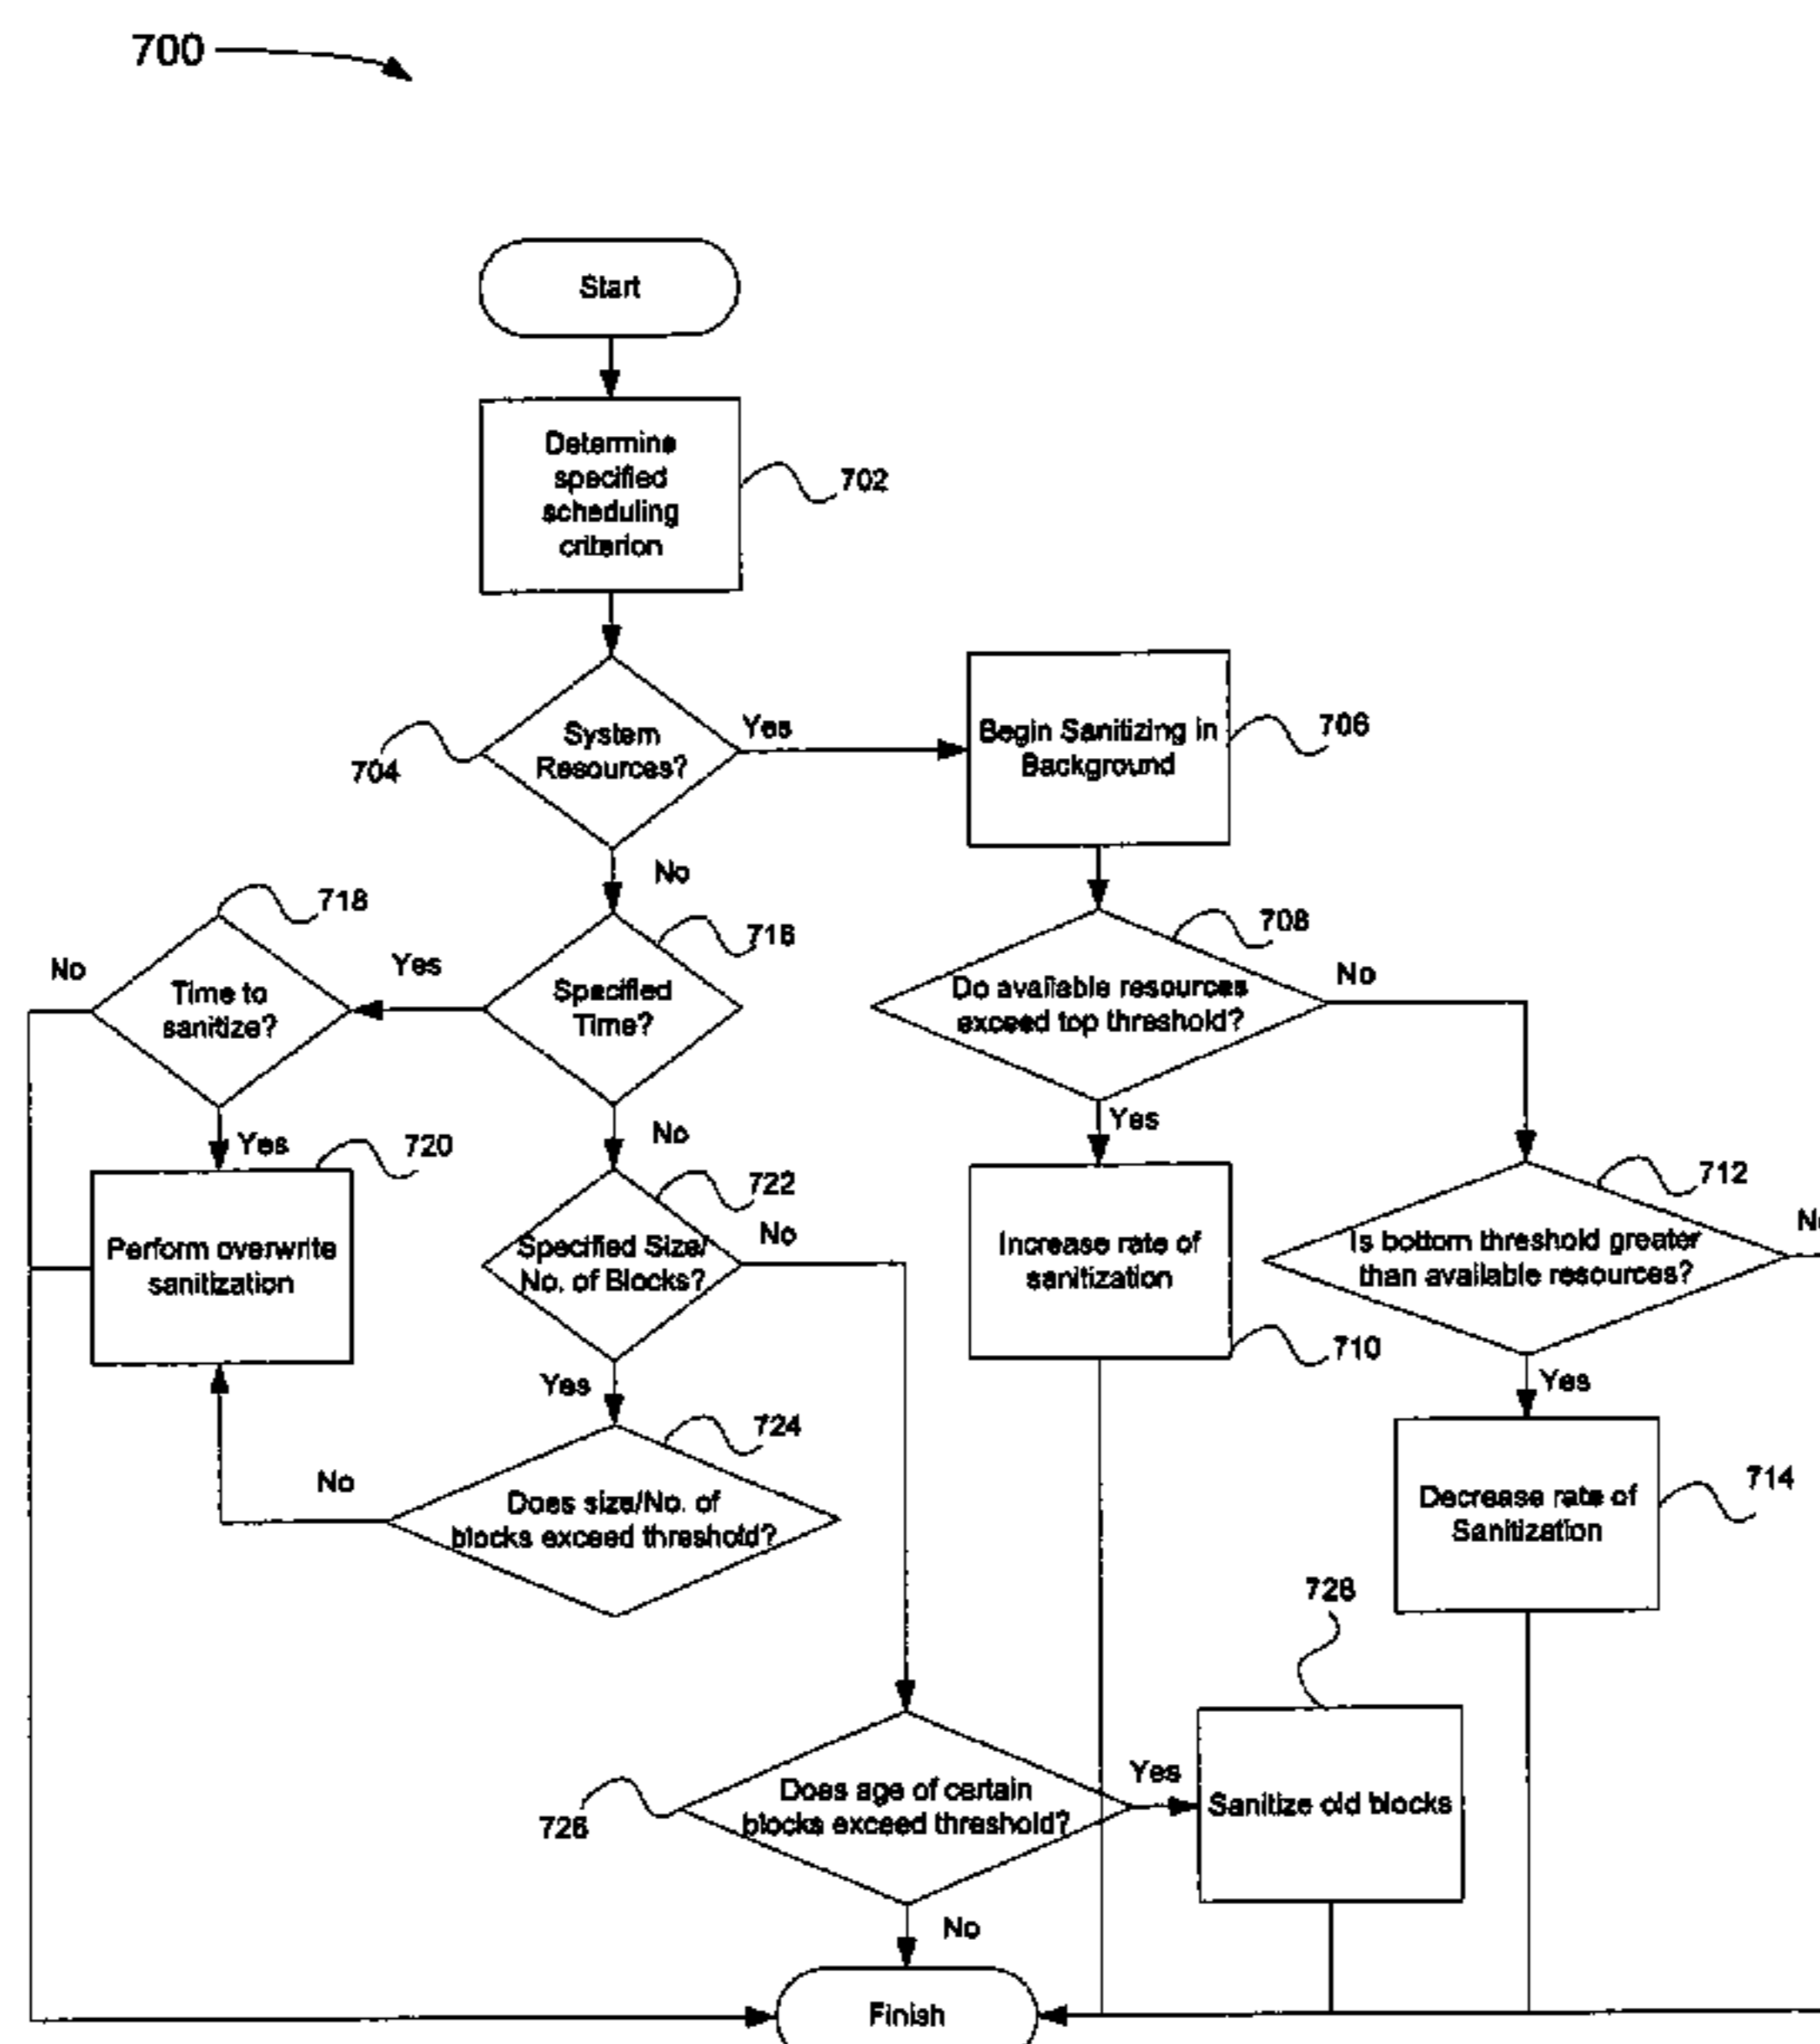 700
Start
Determine
specified
scheduling
criterion
702
System
Resources?
704
Yes
No
Begin Sanitizing in
Background
706
718
716
708
No
Time to
sanitize?
Yes
Specified
Time?
Do available resources
exceed top threshold?
No
Yes
720
No
722
Yes
712
Perform overwrite
sanitization
Specified Size/
No. of Blocks?
No
Increase rate of
sanitization
710
Is bottom threshold greater
than available resources?
Yes
724
Yes
No
Does size/No. of
blocks exceed threshold?
Decrease rate of
Sanitization
714
728
Does age of certain
blocks exceed threshold?
726
Yes
Sanitize old blocks
No
Finish